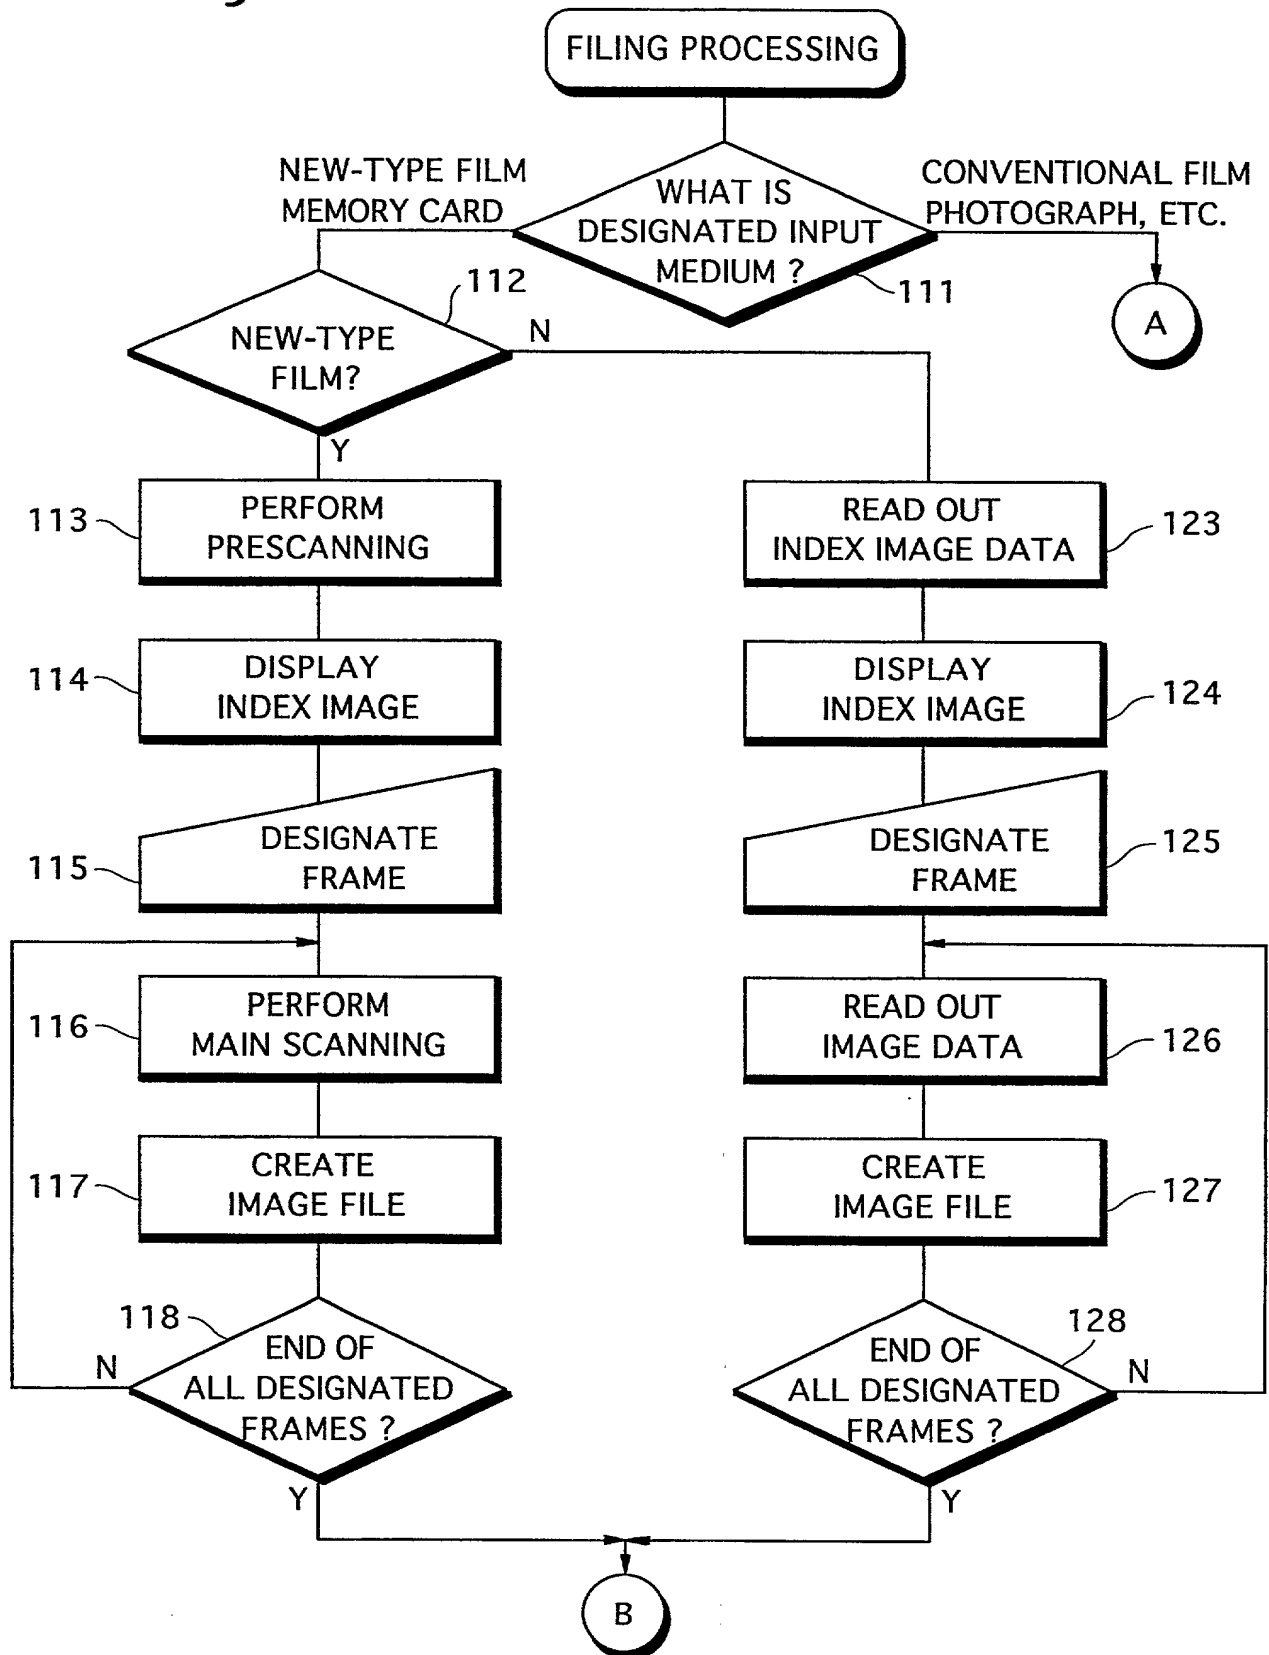 FILING PROCESSING
NEW-TYPE FILM
MEMORY CARD
WHAT IS
DESIGNATED INPUT
MEDIUM ?
CONVENTIONAL FILM
PHOTOGRAPH, ETC.
111
A
112
NEW-TYPE
FILM?
N
Y
113
PERFORM
PRESCANNING
114
DISPLAY
INDEX IMAGE
115
DESIGNATE
FRAME
116
PERFORM
MAIN SCANNING
117
CREATE
IMAGE FILE
118
END OF
ALL DESIGNATED
FRAMES ?
N
Y
READ OUT
INDEX IMAGE DATA
123
DISPLAY
INDEX IMAGE
124
DESIGNATE
FRAME
125
READ OUT
IMAGE DATA
126
CREATE
IMAGE FILE
127
128
END OF
ALL DESIGNATED
FRAMES ?
N
Y
B